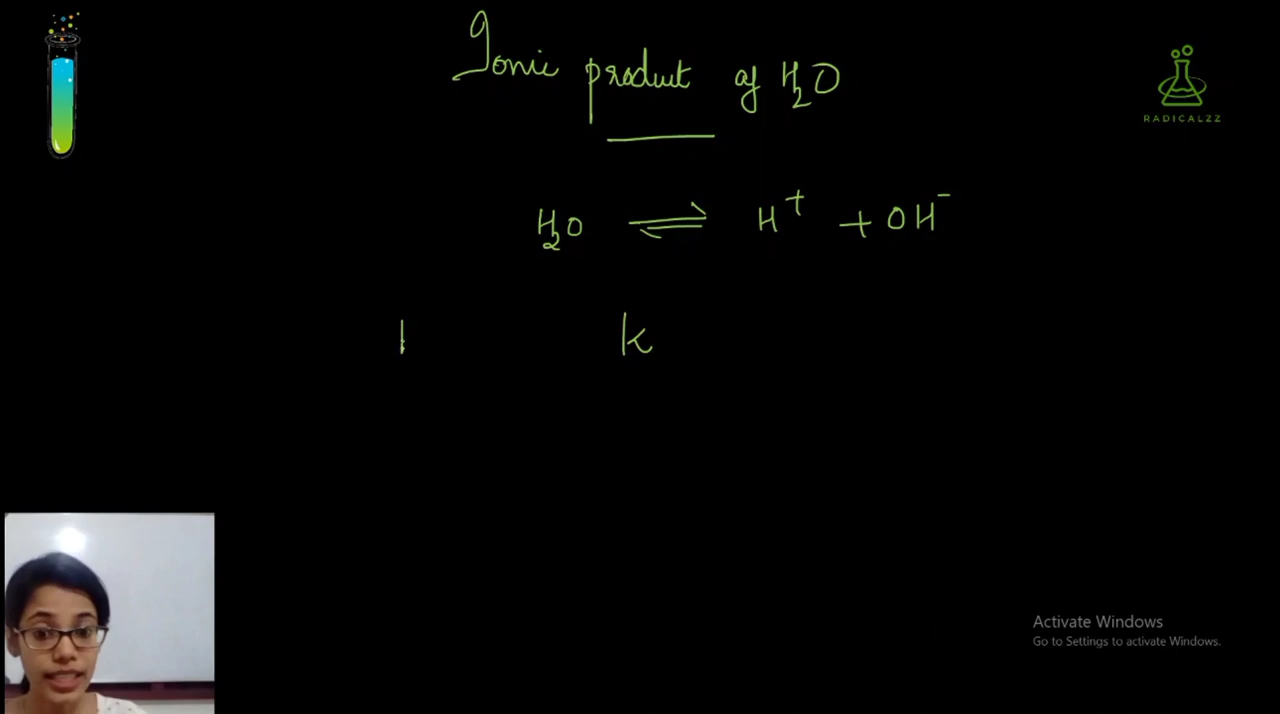 Ionic product of H₂O
RADICALZZ
H₂O ⇌ H⁺ + OH⁻
k
Activate Windows
Go to Settings to activate Windows.